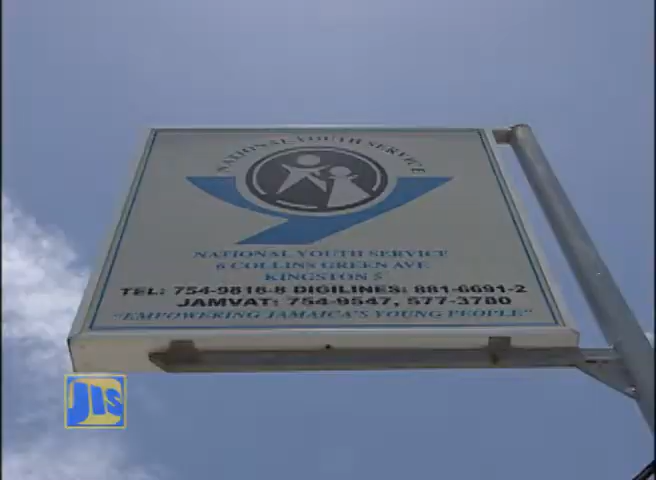 NATIONAL YOUTH SERVICE
NATIONAL YOUTH SERVICE
6 COLLINS GREEN AVE
KINGSTON 5
TEL: 754-9816-8 DIGILINES: 881-6691-2
JAMVAT: 754-9547, 577-3780
"EMPOWERING JAMAICA'S YOUNG PEOPLE"
JIS